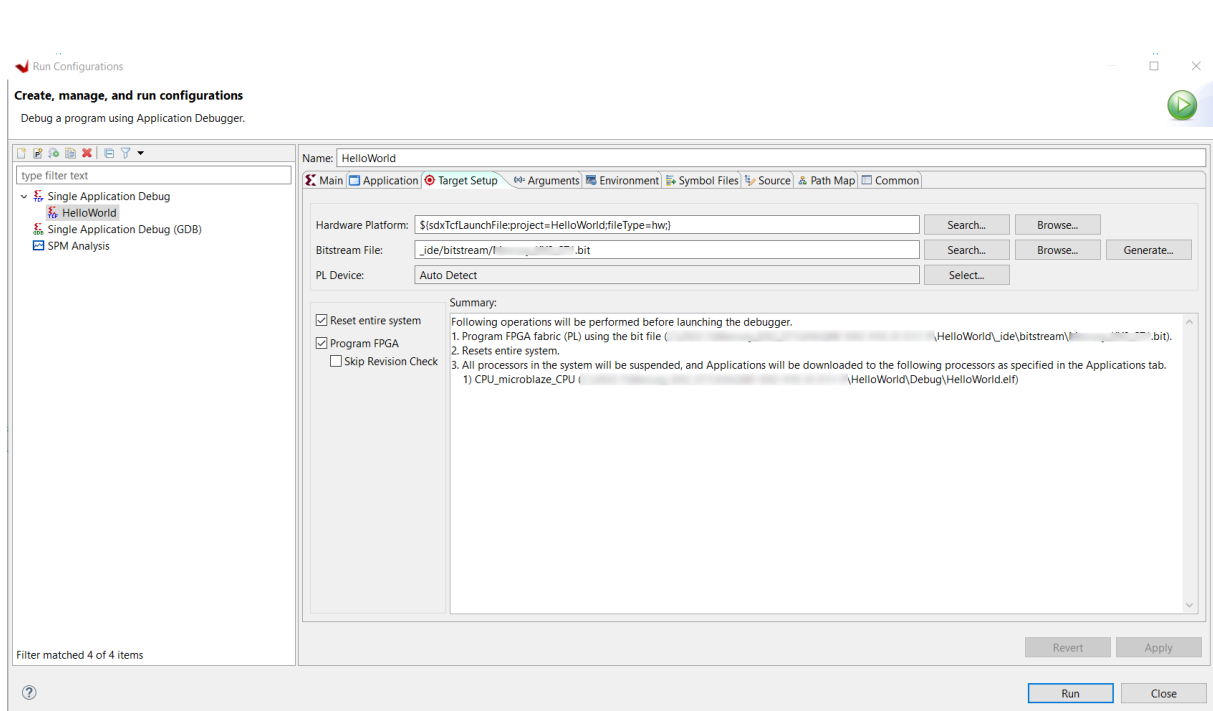 Run Configurations
Create, manage, and run configurations
Debug a program using Application Debugger.
Name: HelloWorld
type filter text
Main Application Target Setup Arguments Environment Symbol Files Source Path Map Common
Single Application Debug
HelloWorld
Single Application Debug (GDB)
SPM Analysis
Hardware Platform: ${sdxTcfLaunchFile:project=HelloWorld;fileType=hw;} Search... Browse...
Bitstream File: _ide/bitstream/ .bit Search... Browse... Generate...
PL Device: Auto Detect Select...
Summary:
Reset entire system
Program FPGA
Skip Revision Check
Following operations will be performed before launching the debugger.
1. Program FPGA fabric (PL) using the bit file ( \HelloWorld\_ide\bitstream\ .bit).
2. Resets entire system.
3. All processors in the system will be suspended, and Applications will be downloaded to the following processors as specified in the Applications tab.
1) CPU_microblaze_CPU ( \HelloWorld\Debug\HelloWorld.elf)
Revert Apply
Filter matched 4 of 4 items
Run Close